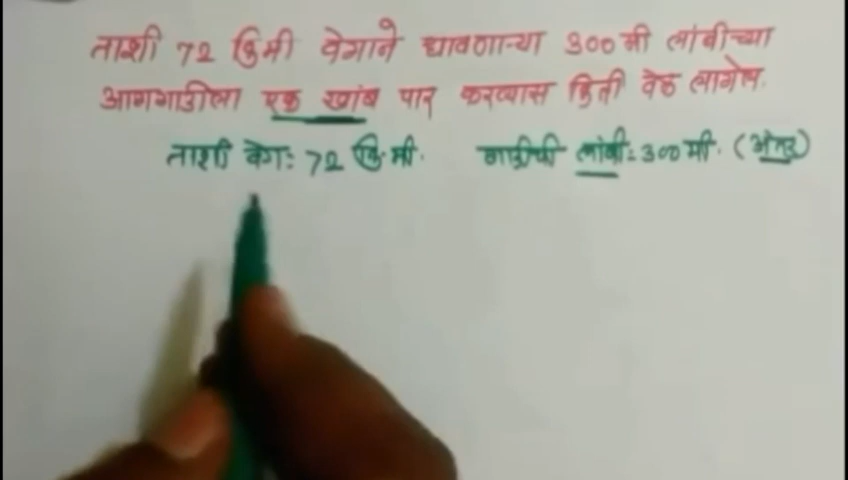 ताशी 72 कि मी वेगाने धावणाऱ्या 300 मी लांबीच्या
आगगाडीला एक खांब पार करण्यास किती वेळ लागेल.
ताशी वेग: 72 कि.मी. गाडीची लांबी: 300 मी. (अंतर)